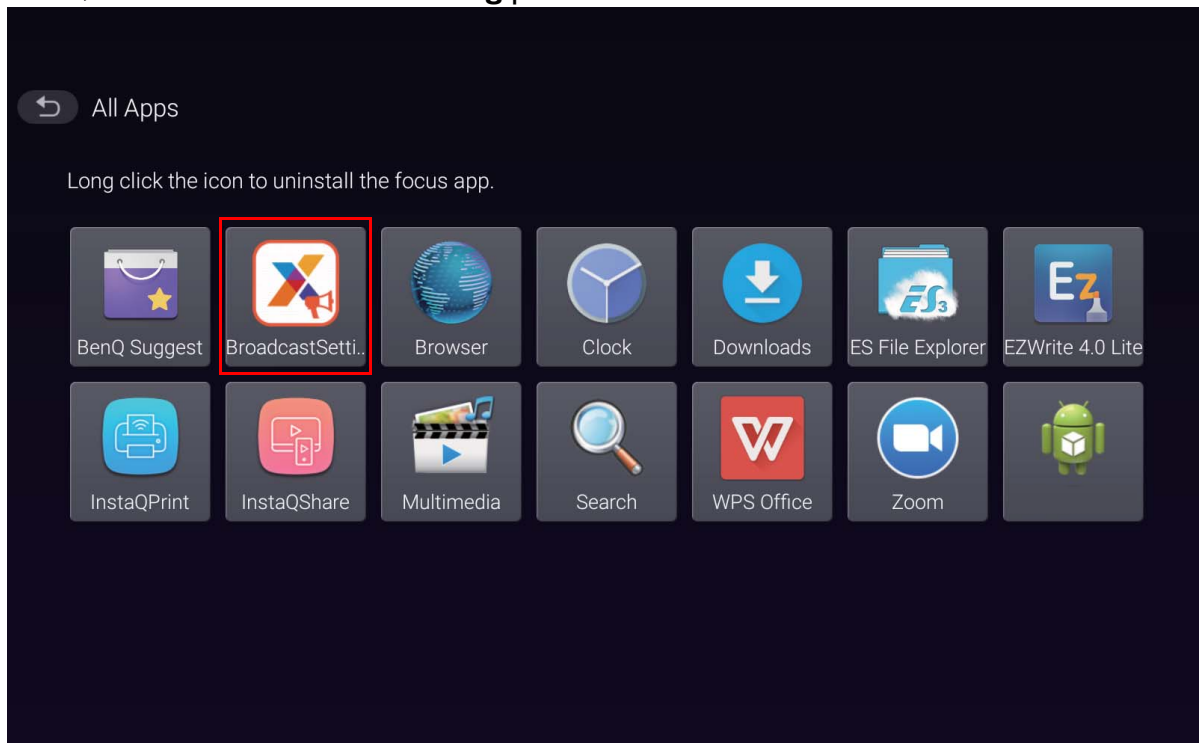 All Apps
Long click the icon to uninstall the focus app.
BenQ Suggest
BroadcastSetti..
Browser
Clock
Downloads
ES File Explorer
EZWrite 4.0 Lite
InstaQPrint
InstaQShare
Multimedia
Search
WPS Office
Zoom